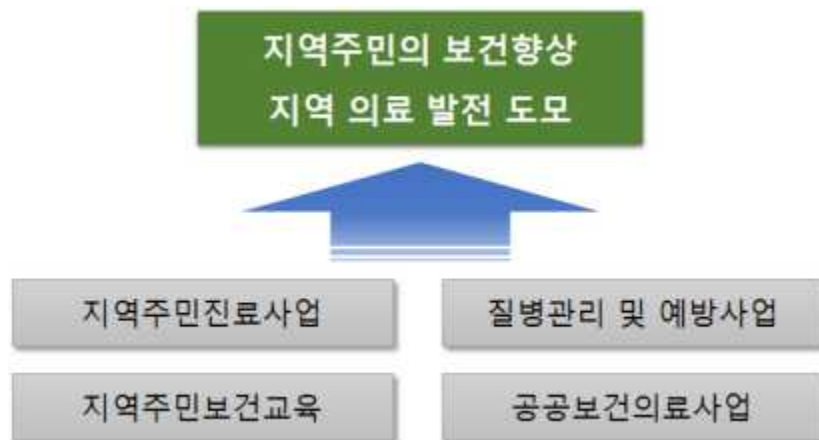 지역주민의 보건향상
지역 의료 발전 도모
지역주민진료사업
질병관리 및 예방사업
지역주민보건교육
공공보건의료사업